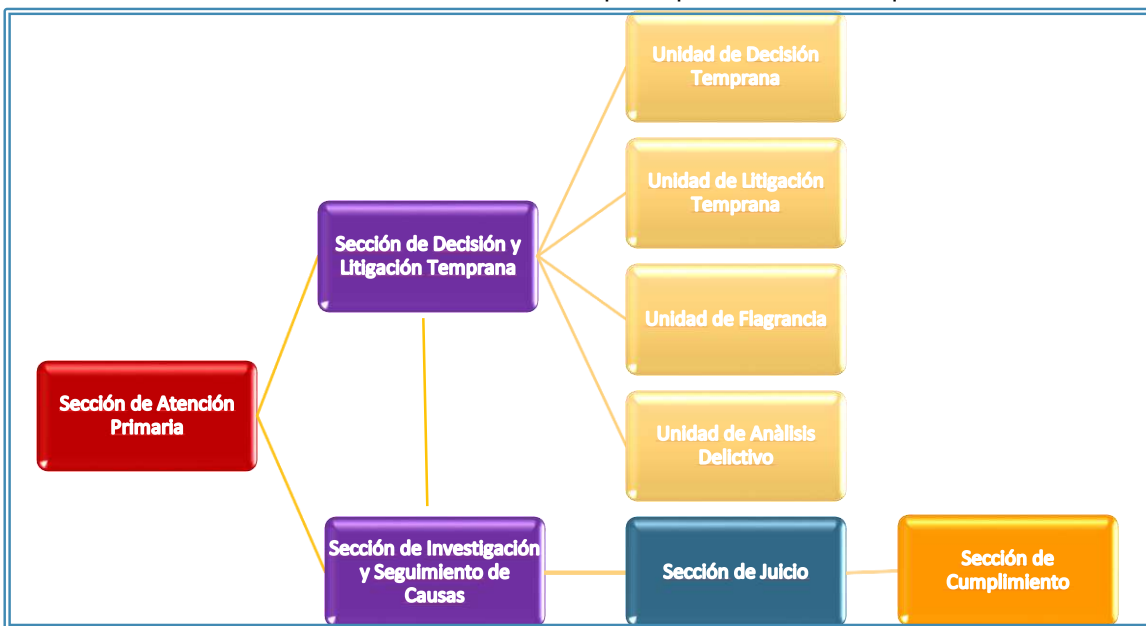 Unidad de Decisión
Temprana
Unidad de Litigación
Temprana
Sección de Decisión y
Litigación Temprana
Unidad de Flagrancia
Sección de Atención
Primaria
Unidad de Anàlisis
Delictivo
Sección de Investigación
y Seguimiento de
Causas
Sección de Juicio
Sección de
Cumplimiento